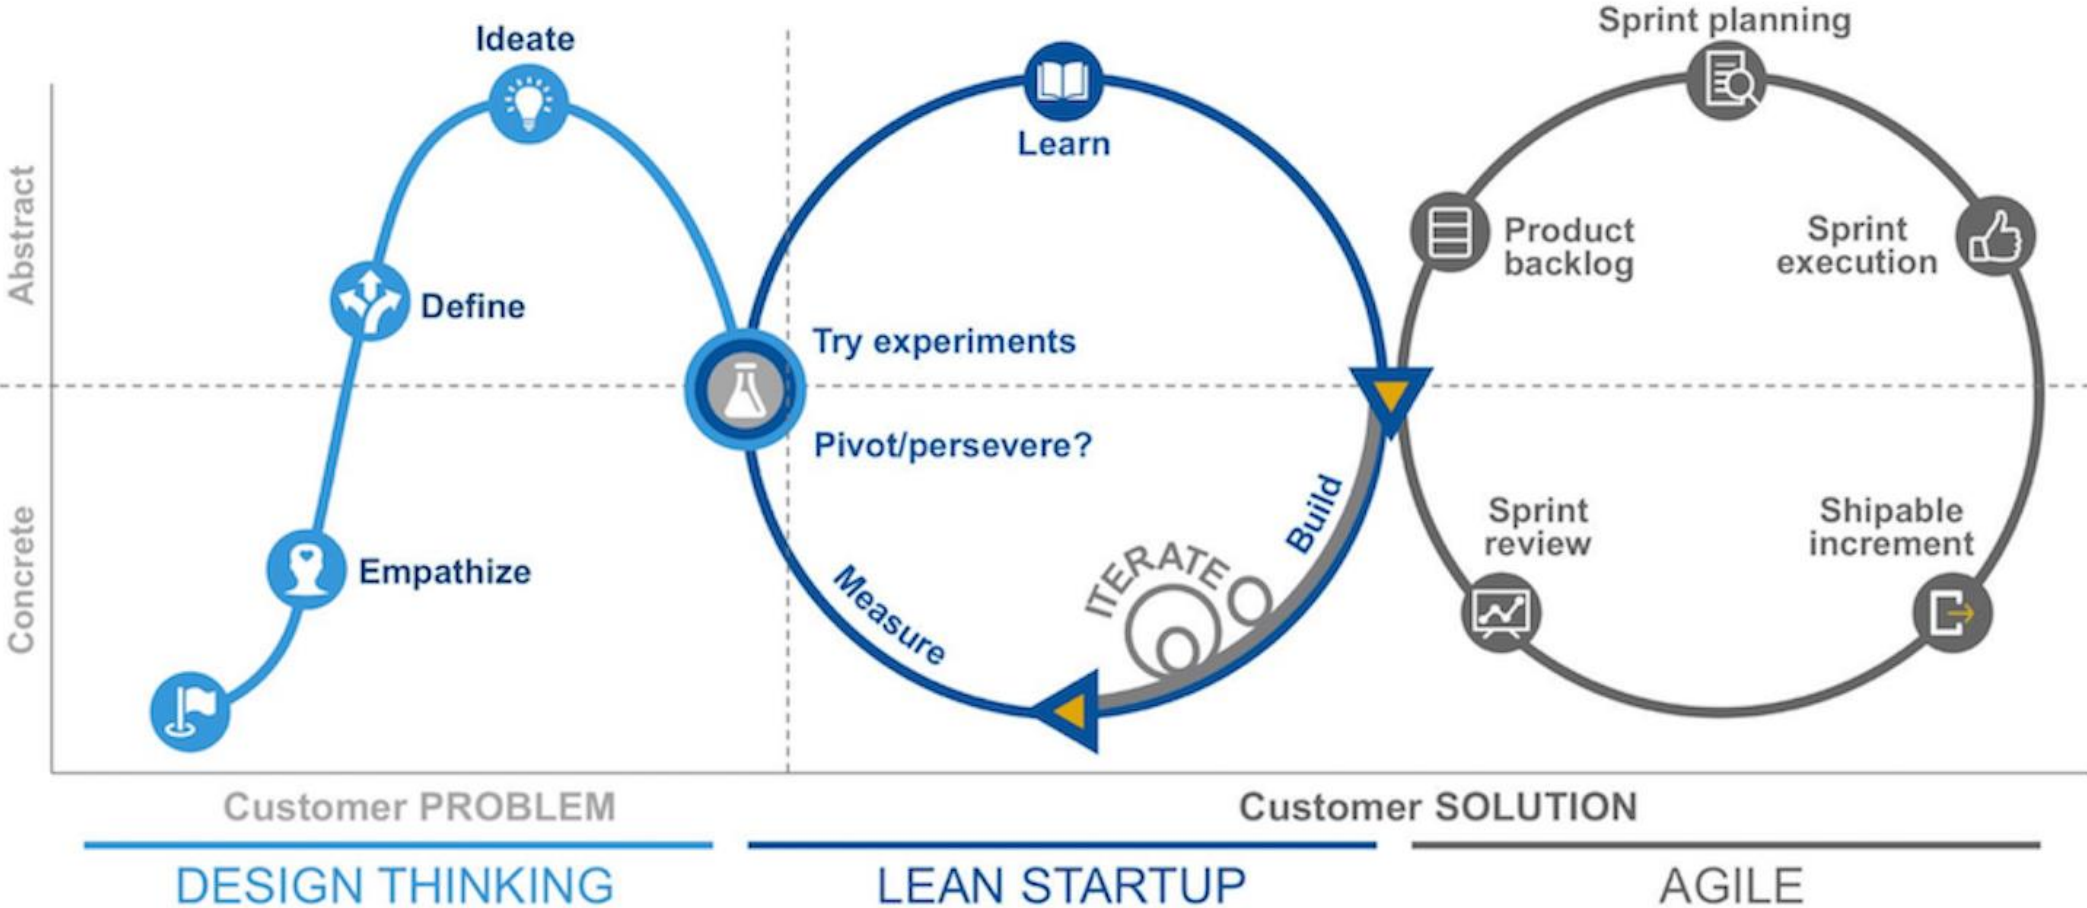 Ideate
Define
Empathize
Learn
Try experiments
Pivot/persevere?
Measure
ITERATE
Build
Sprint planning
Product
backlog
Sprint
execution
Sprint
review
Shipable
increment
Abstract
Concrete
Customer PROBLEM
Customer SOLUTION
DESIGN THINKING
LEAN STARTUP
AGILE